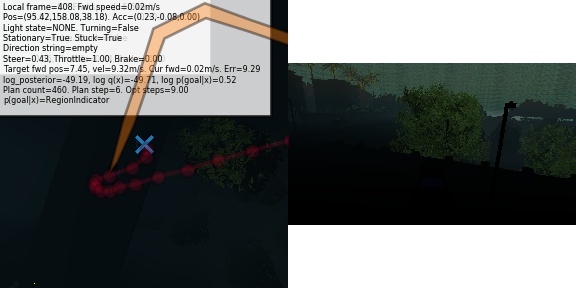 Local frame=408. Fwd speed=0.02m/s
Pos=(95.42,158.08,38.18). Acc=(0.23,-0.08,0.00)
Light state=NONE. Turning=False
Stationary=True. Stuck=True
Direction string=empty
Steer=0.43, Throttle=1.00, Brake=0.00
Target fwd pos=7.45, vel=9.32m/s. Cur fwd=0.02m/s. Err=9.29
log_posterior=-49.19, log q(x)=-49.71, log p(goal|x)=0.52
Plan count=460. Plan step=6. Opt steps=9.00
p(goal|x)=RegionIndicator